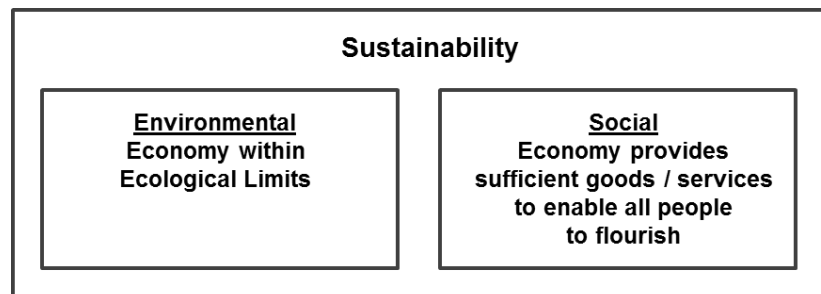 Sustainability
Environmental
Economy within
Ecological Limits
Social
Economy provides
sufficient goods / services
to enable all people
to flourish